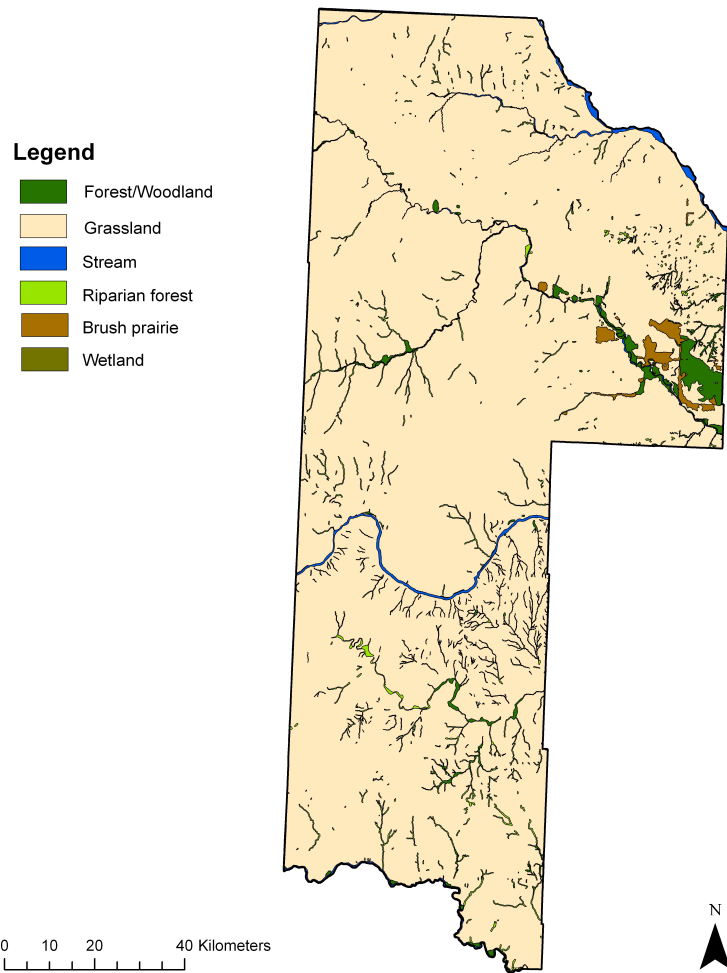 Legend
Forest/Woodland
Grassland
Stream
Riparian forest
Brush prairie
Wetland
N
0 10 20 40 Kilometers